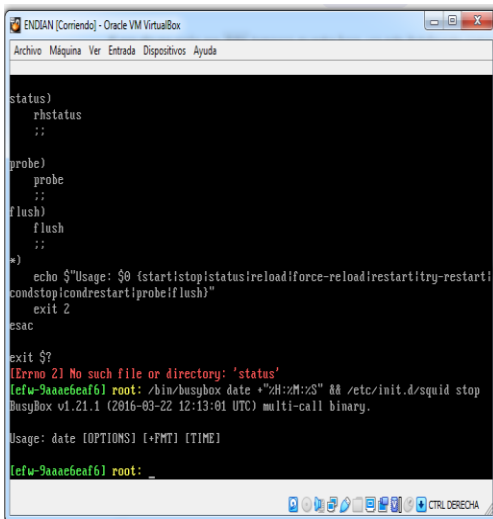 ENDIAN [Corriendo] - Oracle VM VirtualBox
Archivo Máquina Ver Entrada Dispositivos Ayuda
status)
    rhstatus
    ;;
probe)
    probe
    ;;
flush)
    flush
    ;;
*)
    echo $"Usage: $0 {start|stop|status|reload|force-reload|restart|try-restart|
condstop|condrestart|probe|flush}"
    exit 2
esac
exit $?
[Errno 2] No such file or directory: 'status'
[efw-9aaae6eaf6] root: /bin/busybox date +"%H:%M:%S" && /etc/init.d/squid stop
BusyBox v1.21.1 (2016-03-22 12:13:01 UTC) multi-call binary.
Usage: date [OPTIONS] [+FMT] [TIME]
[efw-9aaae6eaf6] root: _
CTRL DERECHA